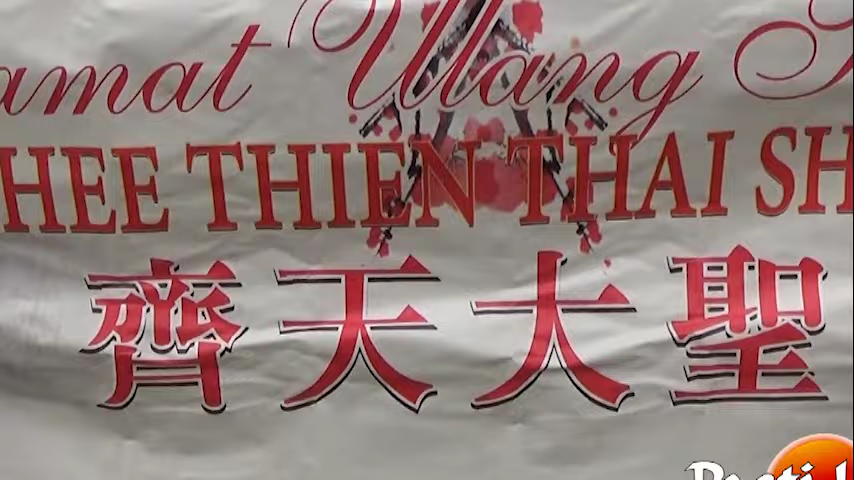 amat Ulang
HEE THIEN THAI SH
齊天大聖